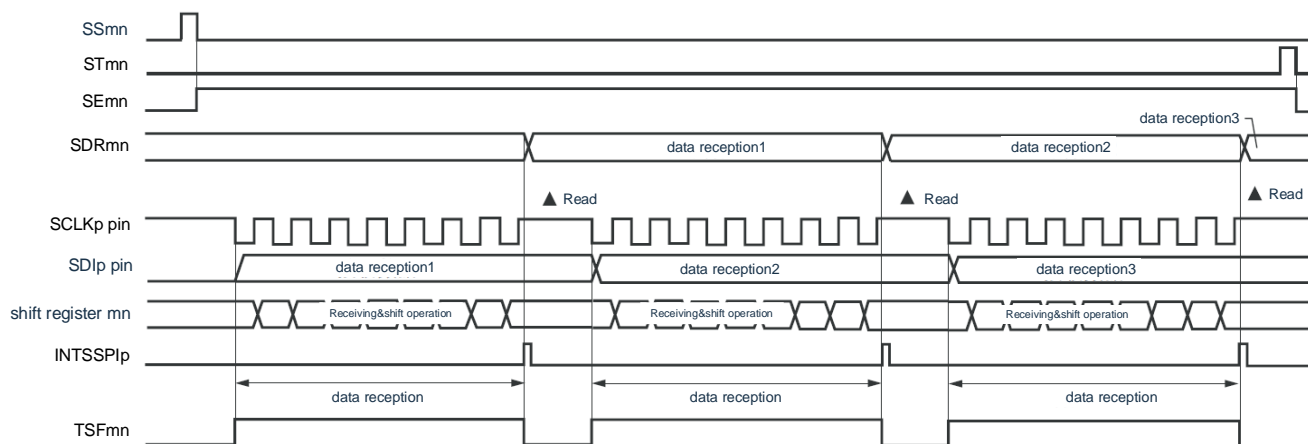 SSmn
STmn
SEmn
data reception3
SDRmn
data reception1
data reception2
▲ Read
▲ Read
▲ Read
SCLKp pin
SDIp pin
data reception1
data reception2
data reception3
shift register mn
Receiving&shift operation
Receiving&shift operation
Receiving&shift operation
INTSSPIp
data reception
data reception
data reception
TSFmn